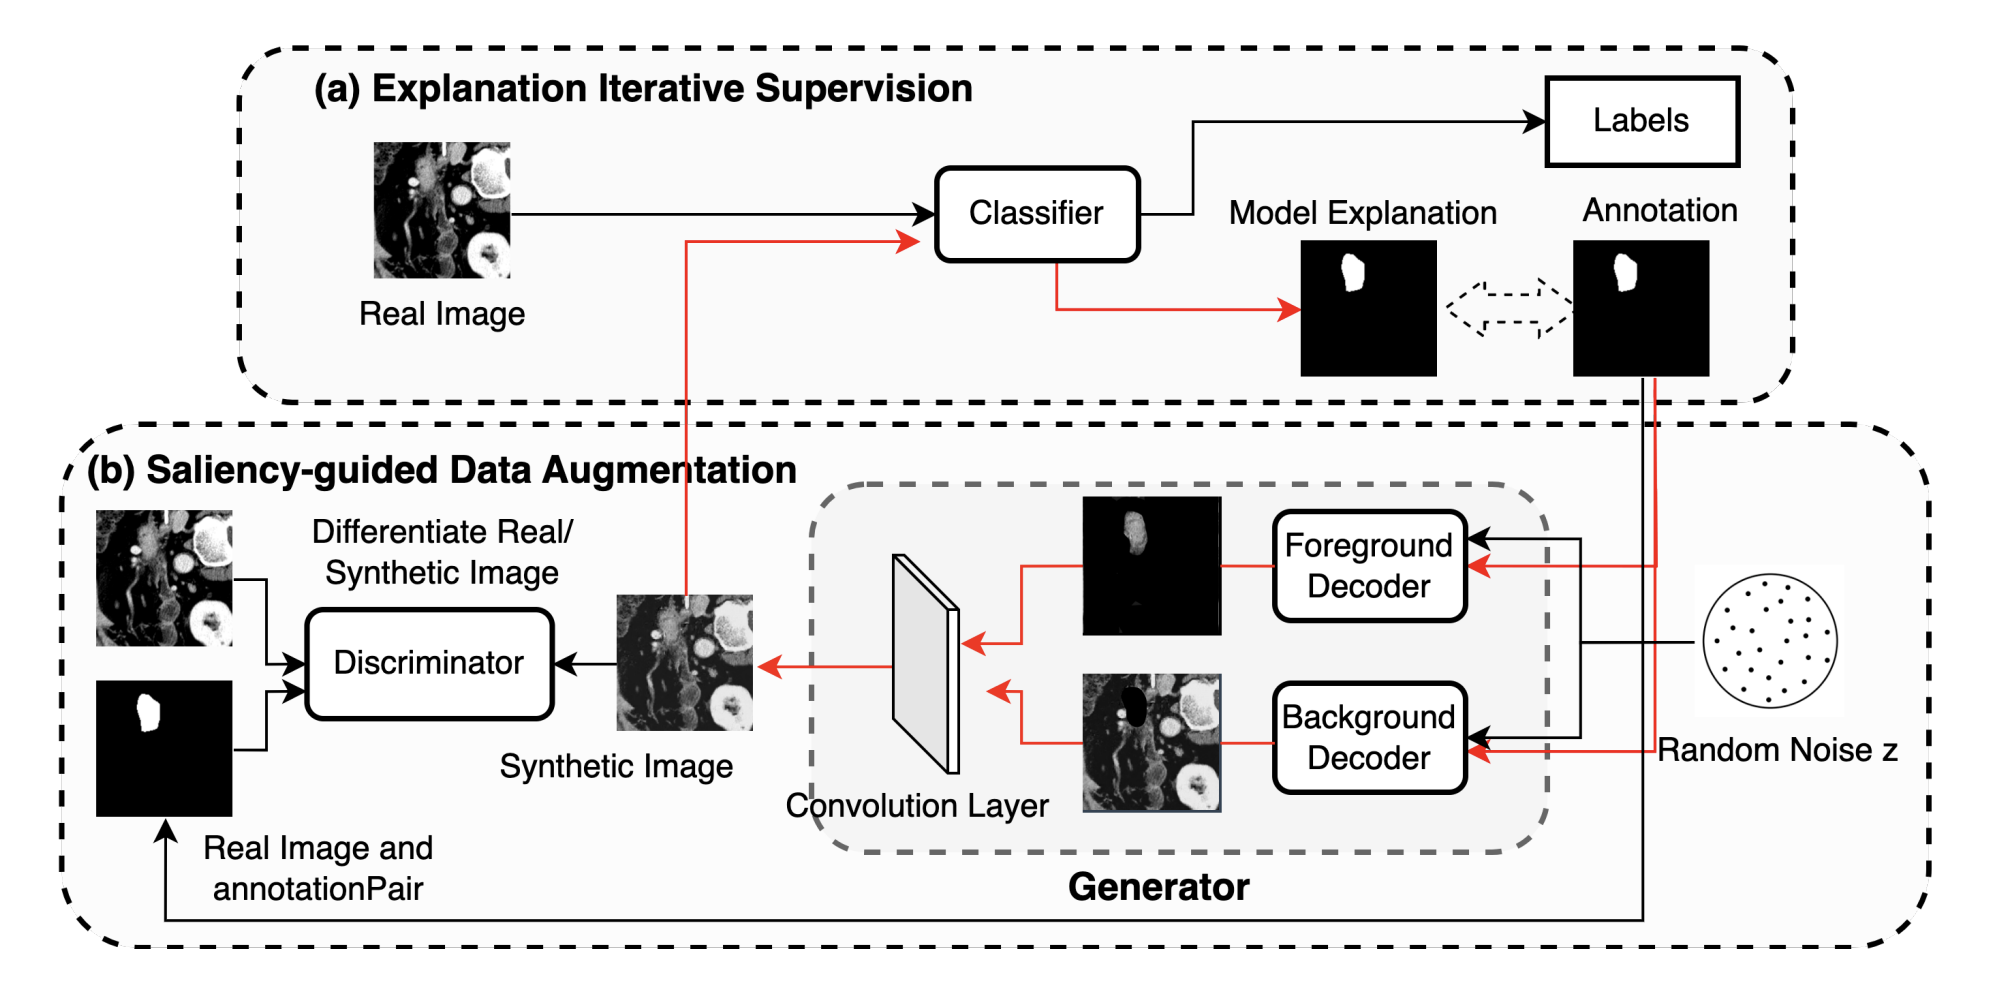 (a) Explanation Iterative Supervision
Labels
Classifier
Model Explanation
Annotation
Real Image
(b) Saliency-guided Data Augmentation
Differentiate Real/
Synthetic Image
Foreground
Decoder
Discriminator
Background
Decoder
Random Noise z
Synthetic Image
Convolution Layer
Real Image and
annotationPair
Generator